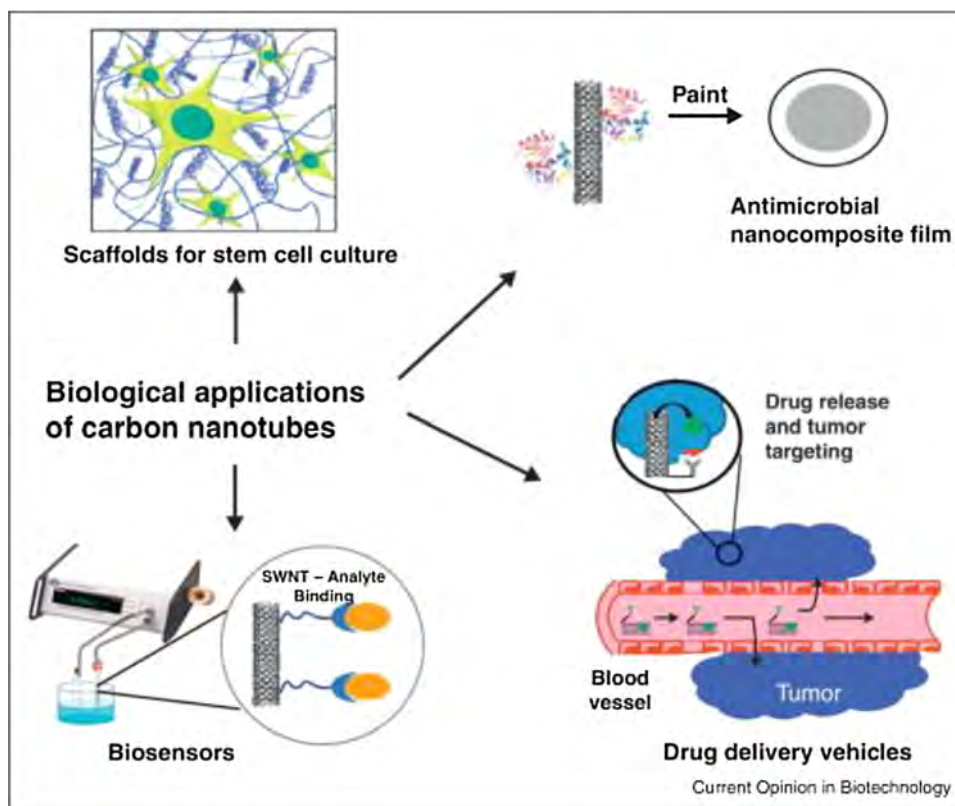 Paint
Antimicrobial
nanocomposite film
Scaffolds for stem cell culture
Biological applications
of carbon nanotubes
Drug release
and tumor
targeting
SWNT – Analyte
Binding
Blood
vessel
Tumor
Biosensors
Drug delivery vehicles
Current Opinion in Biotechnology